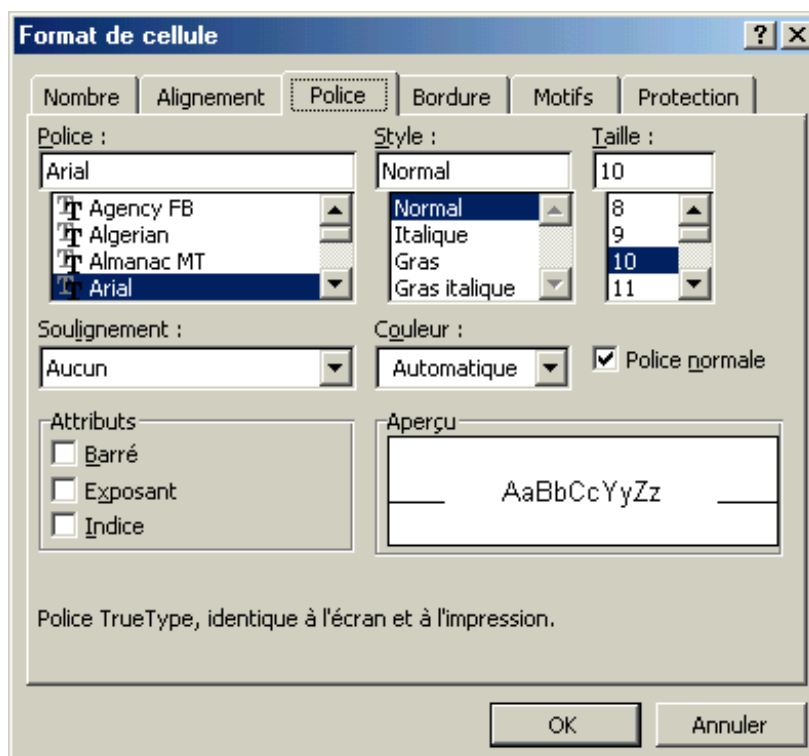 Format de cellule
Nombre Alignement Police Bordure Motifs Protection
Police : Style : Taille :
Arial Normal 10
Agency FB Normal 8
Algerian Italique 9
Almanac MT Gras 10
Arial Gras italique 11
Soulignement : Couleur :
Aucun Automatique Police normale
Attributs Aperçu
Barré
Exposant AaBbCcYyZz
Indice
Police TrueType, identique à l'écran et à l'impression.
OK Annuler